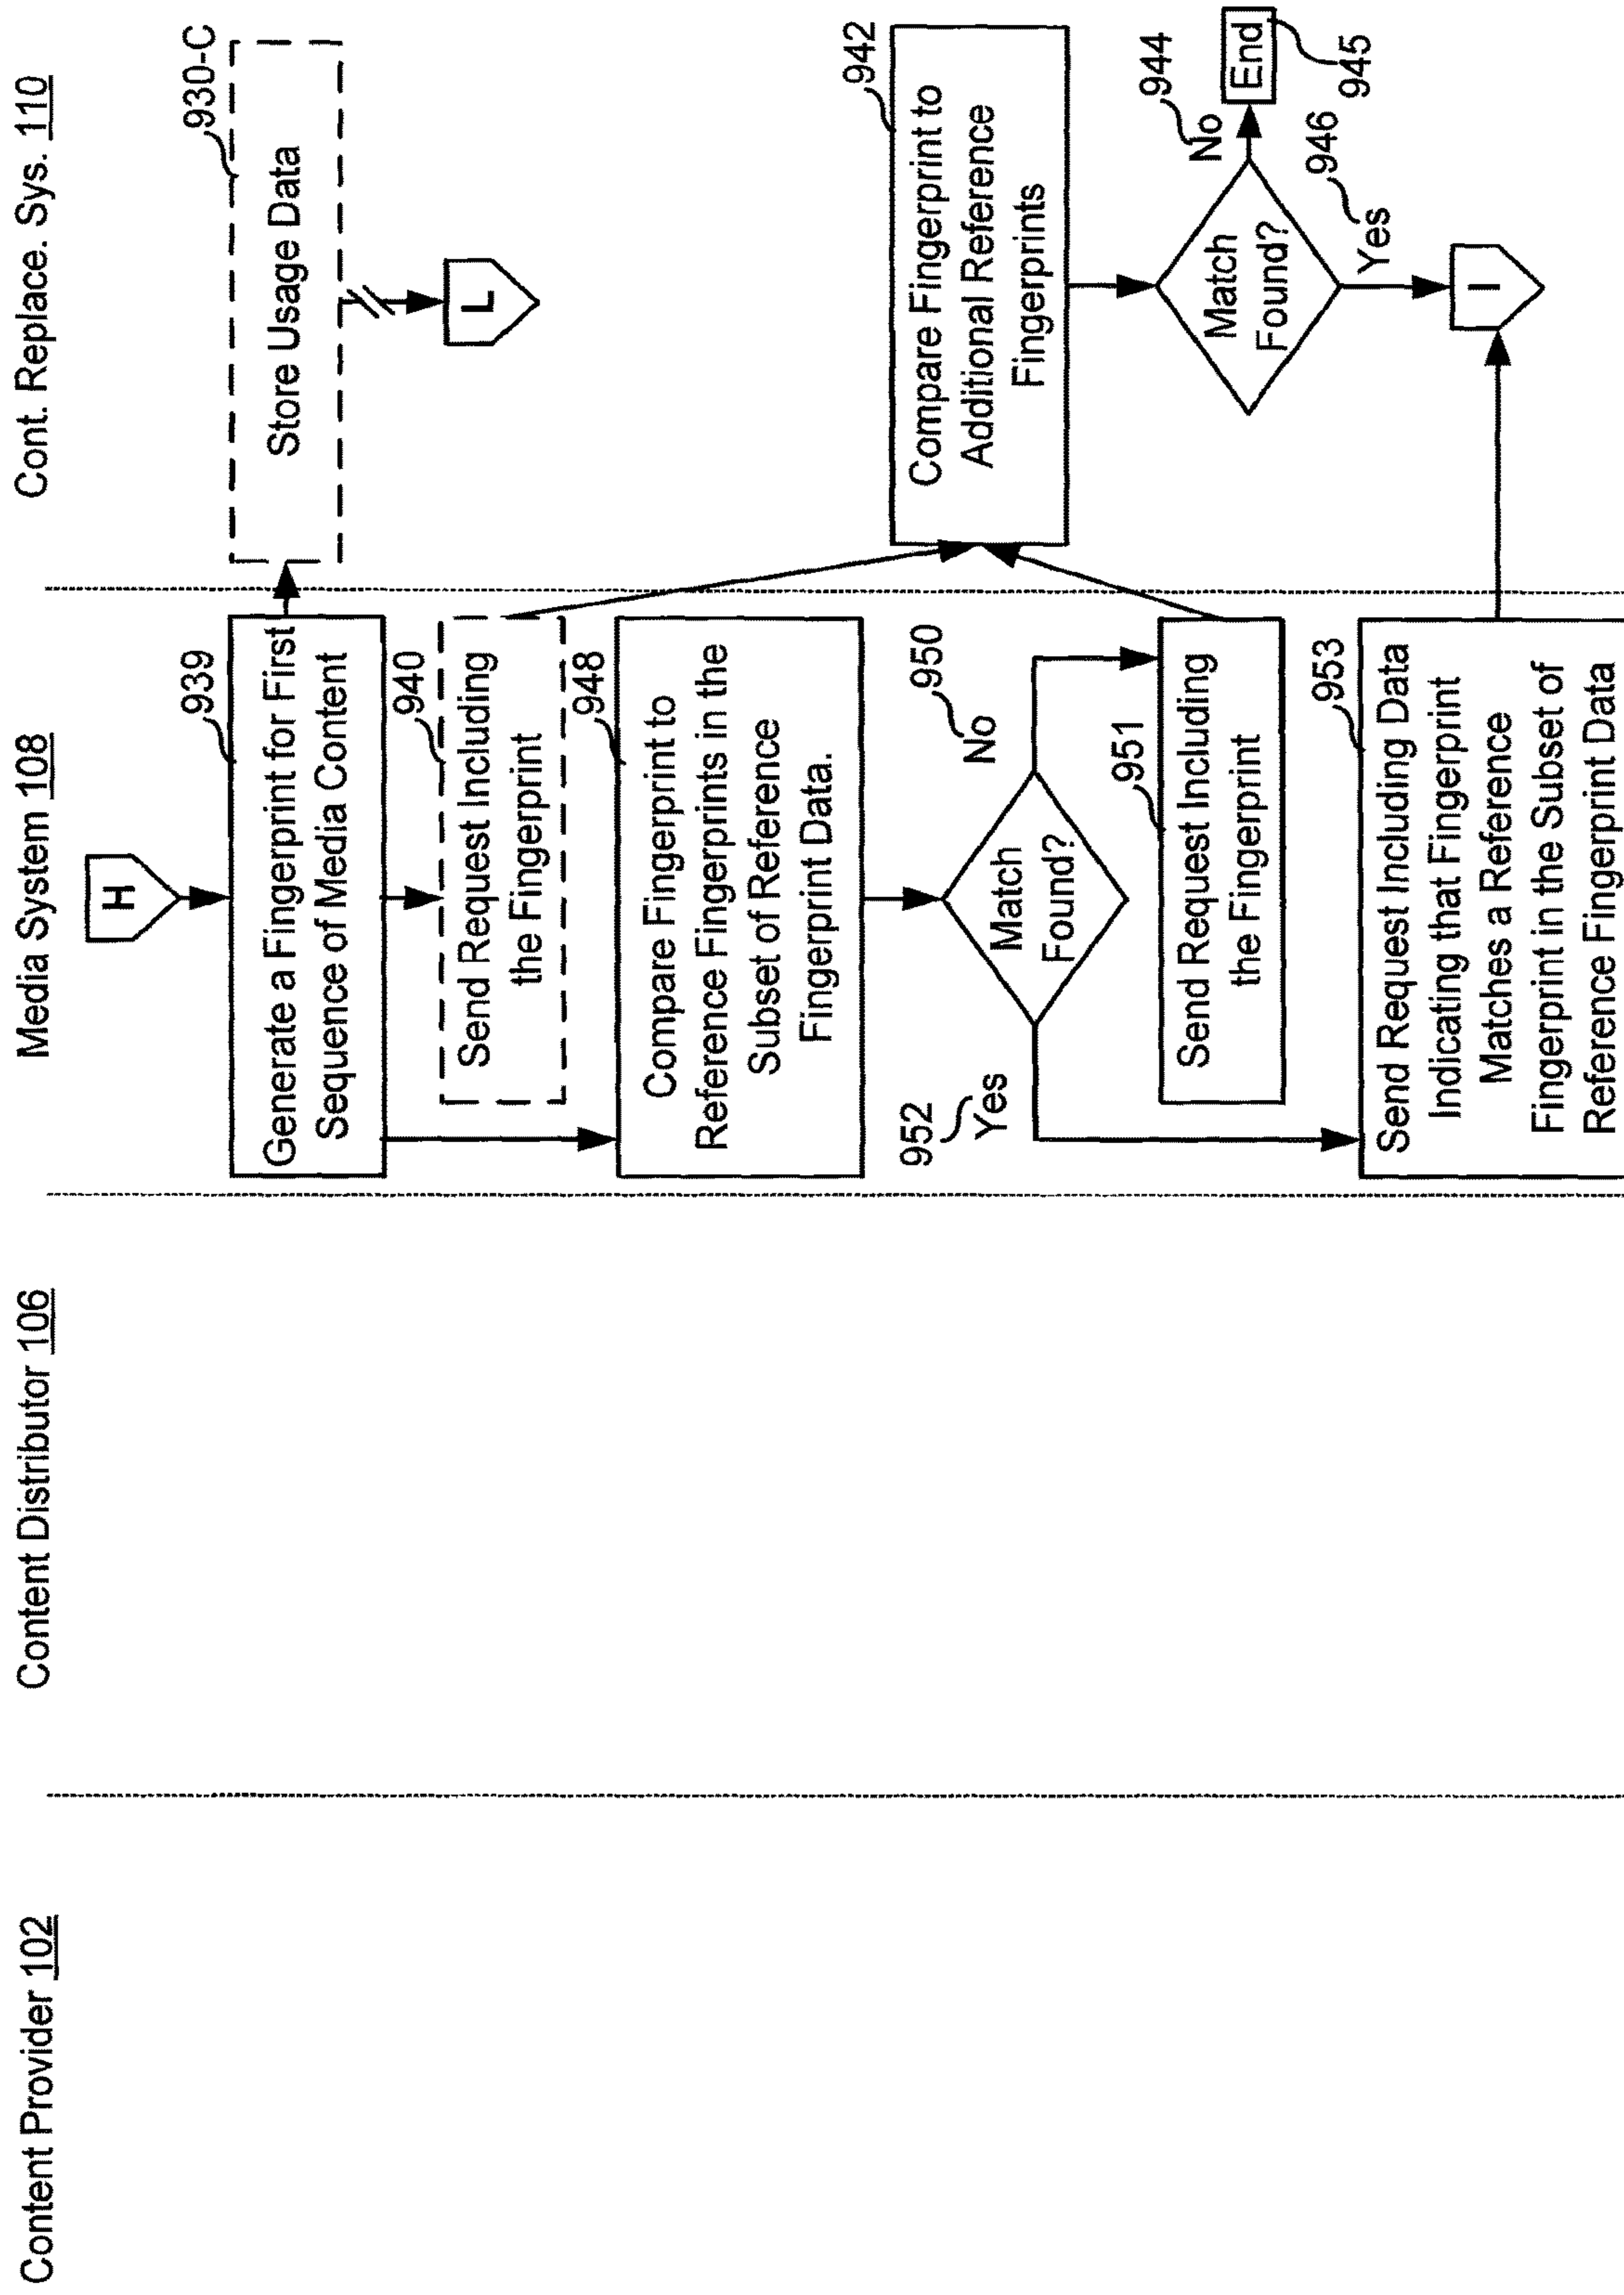 Content Provider 102
Content Distributor 106
Media System 108
Cont. Replace. Sys. 110
H
939
Generate a Fingerprint for First
Sequence of Media Content
930-C
Store Usage Data
L
940
Send Request Including
the Fingerprint
948
Compare Fingerprint to
Reference Fingerprints in the
Subset of Reference
Fingerprint Data.
942
Compare Fingerprint to
Additional Reference
Fingerprints
Match
Found?
950
No
952
Yes
951
Send Request Including
the Fingerprint
Match
Found?
944
No
End
945
946
Yes
I
953
Send Request Including Data
Indicating that Fingerprint
Matches a Reference
Fingerprint in the Subset of
Reference Fingerprint Data